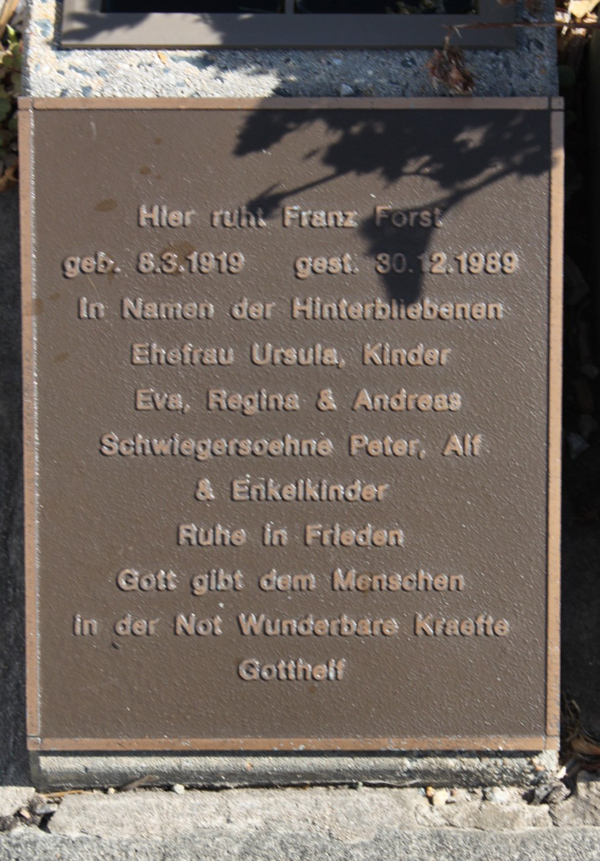 Hier ruht Franz Forst
geb. 8.3.1919 gest. 30.12.1989
In Namen der Hinterbliebenen
Ehefrau Ursula, Kinder
Eva, Regina & Andreas
Schwiegersoehne Peter, Alf
& Enkelkinder
Ruhe in Frieden
Gott gibt dem Menschen
in der Not Wunderbare Kraefte
Gotthelf